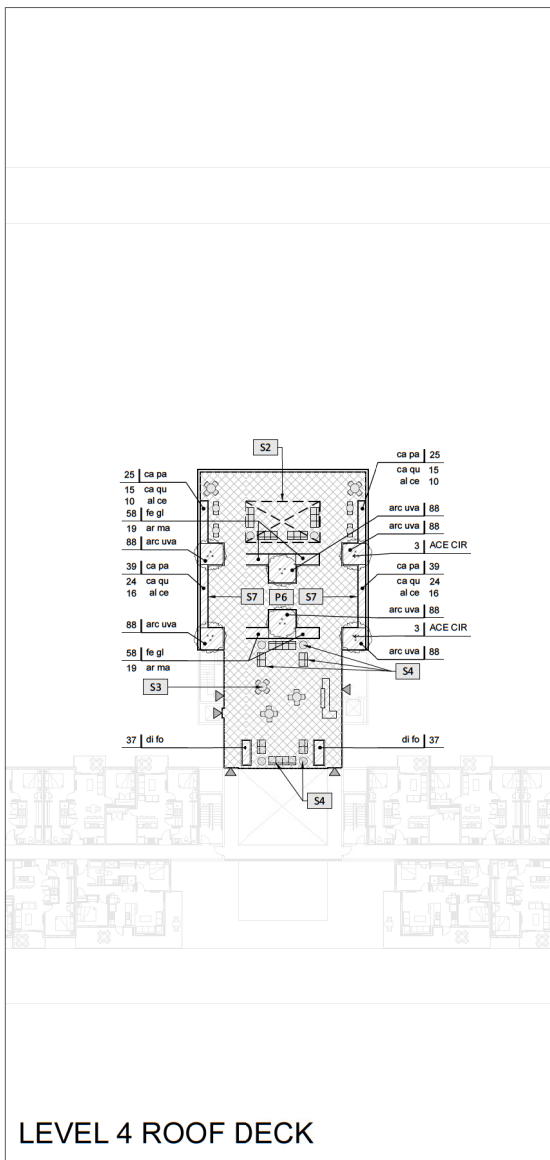 S2
ca pa 25
ca qu 15
al ce 10
25 ca pa
15 ca qu
10 al ce
58 fe gl
19 ar ma
88 arc uva
arc uva 88
arc uva 88
3 ACE CIR
39 ca pa
24 ca qu
16 al ce
ca pa 39
ca qu 24
al ce 16
S7 P6 S7
arc uva 88
3 ACE CIR
88 arc uva
arc uva 88
58 fe gl
19 ar ma
S4
S3
37 di fo
di fo 37
S4
LEVEL 4 ROOF DECK